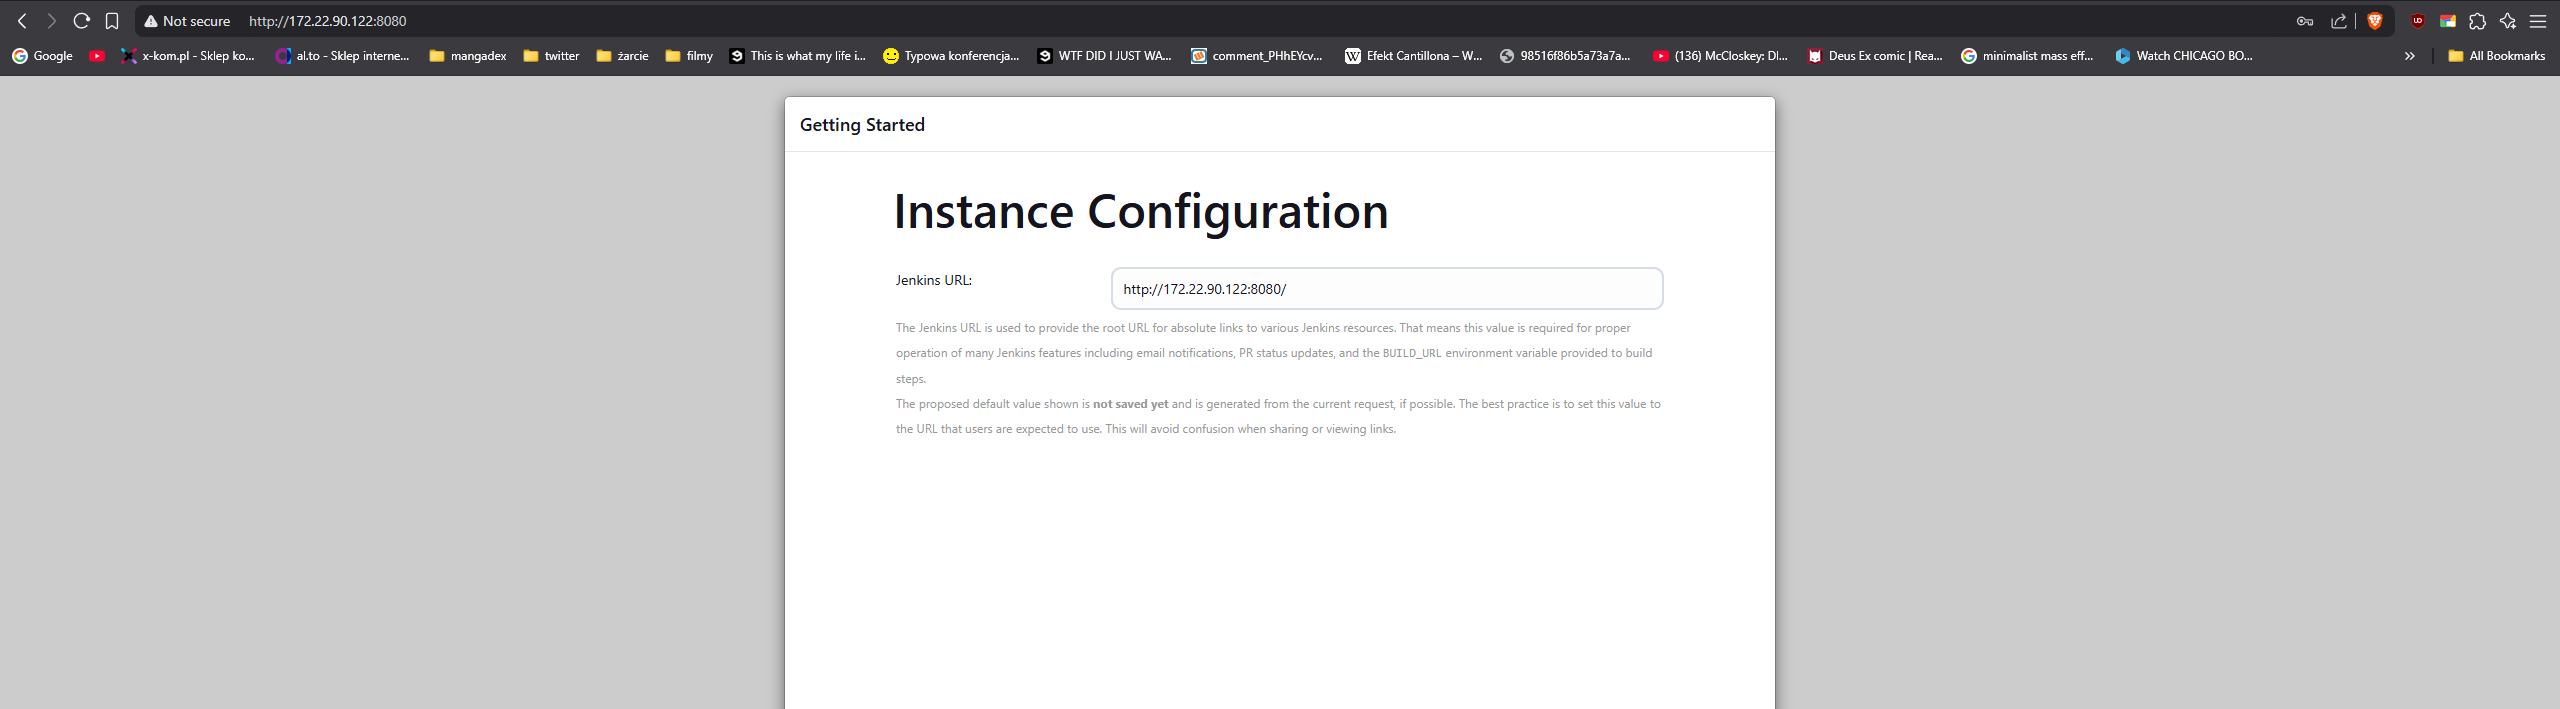 Not secure http://172.22.90.122:8080
Google x-kom.pl - Sklep ko... al.to - Sklep interne... mangadex twitter żarcie filmy This is what my life i... Typowa konferencja... WTF DID I JUST WA... comment_PHhEYcv... Efekt Cantillona – W... 98516f86b5a73a7a... (136) McCloskey: Dl... Deus Ex comic | Rea... minimalist mass eff... Watch CHICAGO BO... » All Bookmarks
Getting Started
Instance Configuration
Jenkins URL: http://172.22.90.122:8080/
The Jenkins URL is used to provide the root URL for absolute links to various Jenkins resources. That means this value is required for proper
operation of many Jenkins features including email notifications, PR status updates, and the BUILD_URL environment variable provided to build
steps.
The proposed default value shown is not saved yet and is generated from the current request, if possible. The best practice is to set this value to
the URL that users are expected to use. This will avoid confusion when sharing or viewing links.